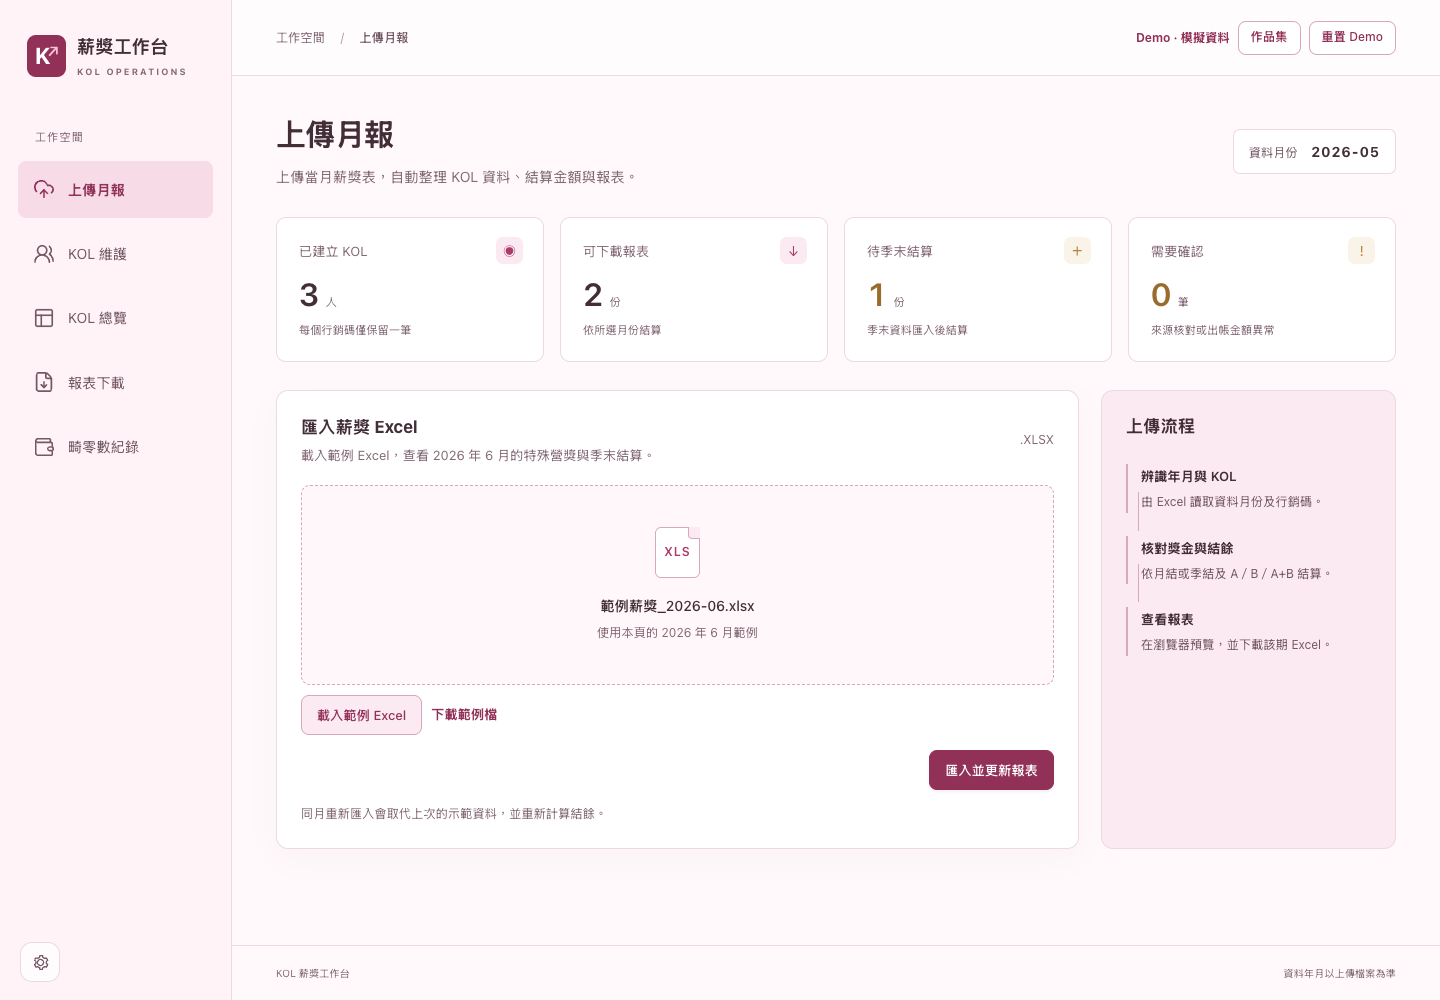 薪獎工作台
KOL OPERATIONS
工作空間
上傳月報
KOL 維護
KOL 總覽
報表下載
畸零數紀錄
工作空間 / 上傳月報
Demo · 模擬資料
作品集
重置 Demo
上傳月報
上傳當月薪獎表，自動整理 KOL 資料、結算金額與報表。
資料月份 2026-05
已建立 KOL
3 人
每個行銷碼僅保留一筆
可下載報表
2 份
依所選月份結算
待季末結算
1 份
季末資料匯入後結算
需要確認
!
0 筆
來源核對或出帳金額異常
匯入薪獎 Excel
載入範例 Excel，查看 2026 年 6 月的特殊營獎與季末結算。
.XLSX
XLS
範例薪獎_2026-06.xlsx
使用本頁的 2026 年 6 月範例
載入範例 Excel
下載範例檔
匯入並更新報表
同月重新匯入會取代上次的示範資料，並重新計算結餘。
上傳流程
辨識年月與 KOL
由 Excel 讀取資料月份及行銷碼。
核對獎金與結餘
依月結或季結及 A / B / A+B 結算。
查看報表
在瀏覽器預覽，並下載該期 Excel。
KOL 薪獎工作台
資料年月以上傳檔案為準